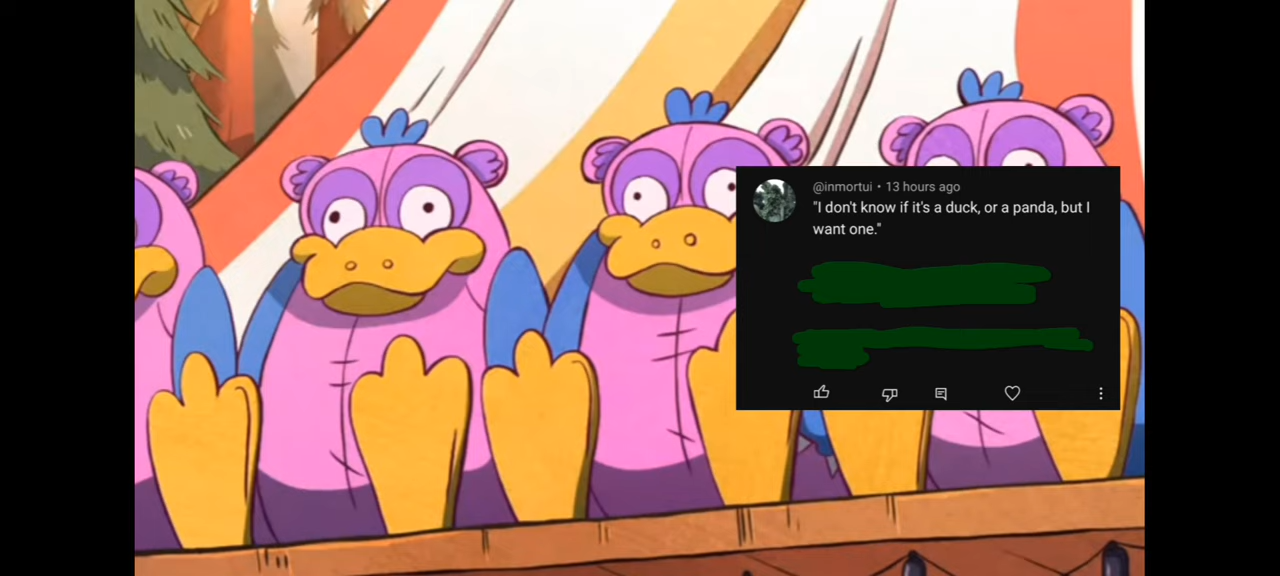 @inmortui • 13 hours ago
"I don't know if it's a duck, or a panda, but I
want one."